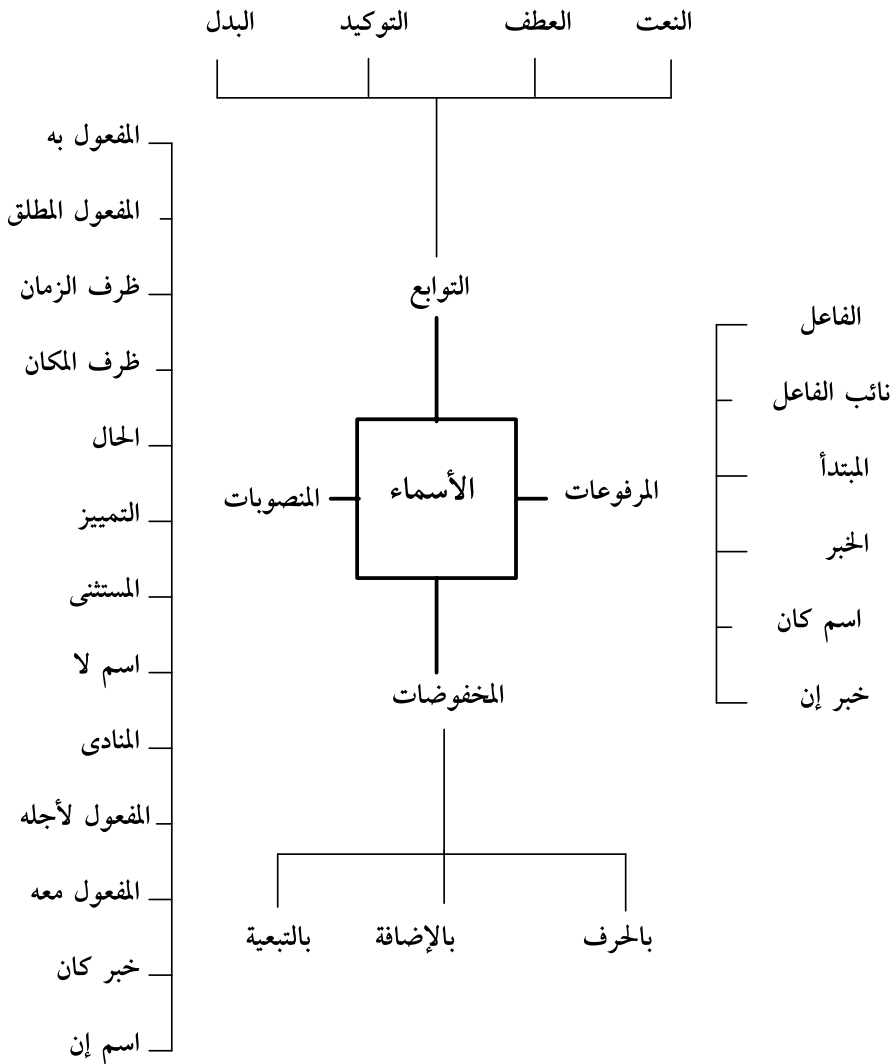 النعت
العطف
التوكيد
البدل
التوابع
الأسماء
المرفوعات
الفاعل
نائب الفاعل
المبتدأ
الخبر
اسم كان
خبر إن
المنصوبات
المفعول به
المفعول المطلق
ظرف الزمان
ظرف المكان
الحال
التمييز
المستثنى
اسم لا
المنادى
المفعول لأجله
المفعول معه
خبر كان
اسم إن
المخفوضات
بالحرف
بالإضافة
بالتبعية